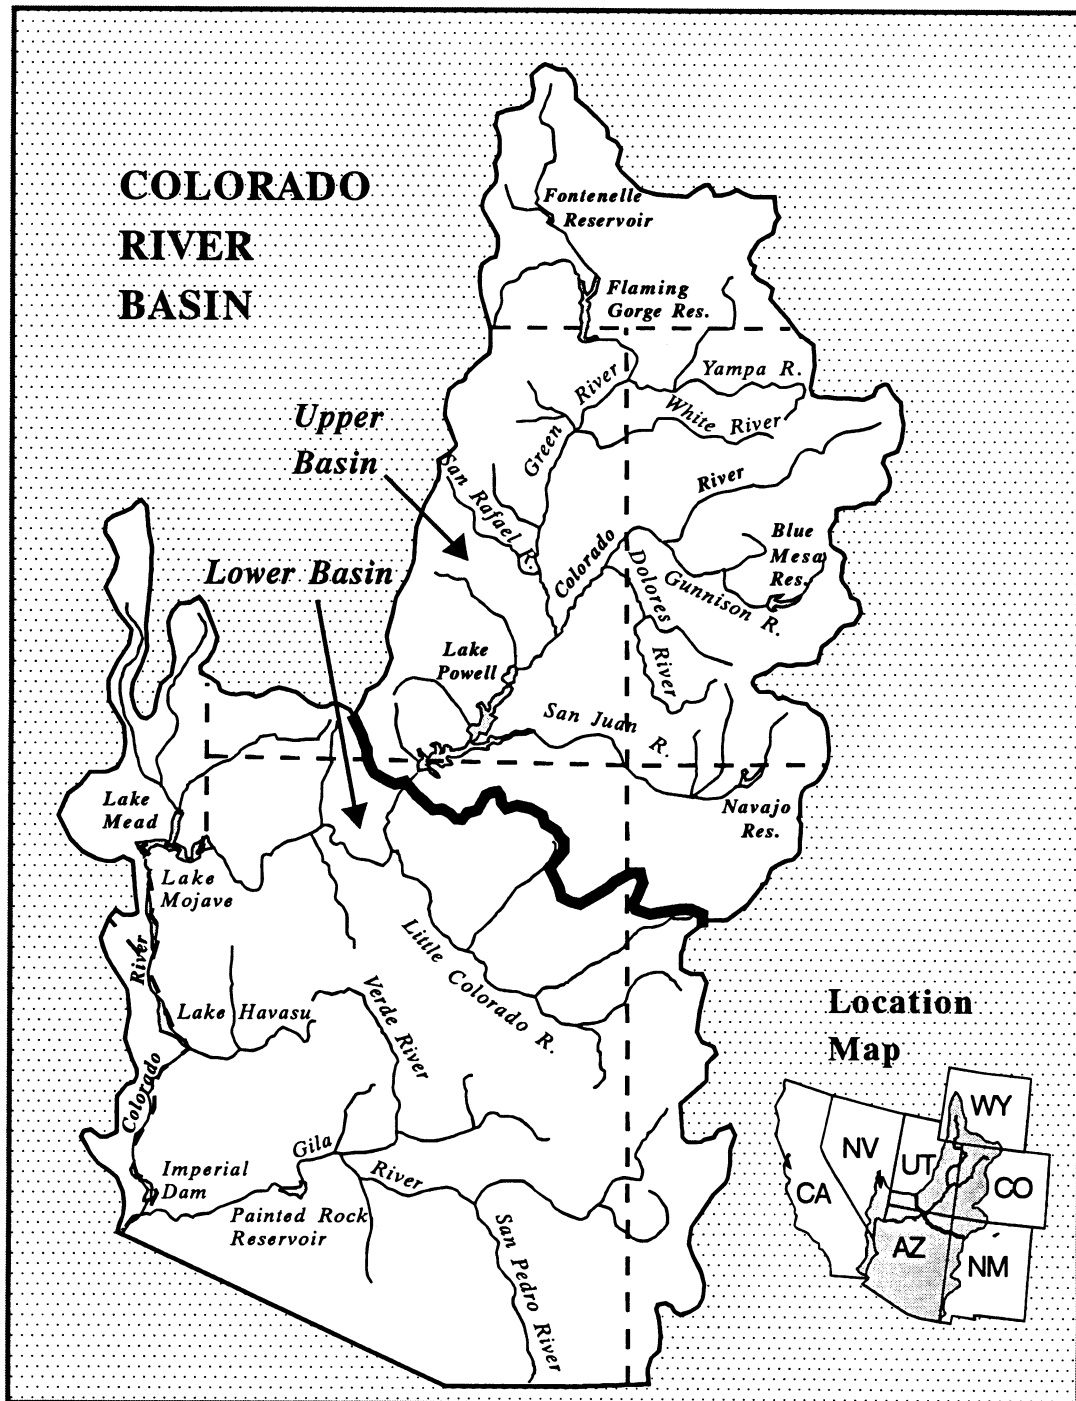 COLORADO
RIVER
BASIN
Fontenelle
Reservoir
Flaming
Gorge Res.
Yampa R.
White River
Green River
Upper
Basin
San Rafael R.
Colorado River
Blue
Mesa
Res.
Gunnison R.
Dolores River
Lower Basin
Lake
Powell
San Juan R.
Navajo
Res.
Lake
Mead
Lake
Mojave
Little Colorado R.
Verde River
Lake Havasu
Colorado River
Gila River
Imperial
Dam
Painted Rock
Reservoir
San Pedro River
Location
Map
WY
NV
UT
CO
CA
AZ
NM